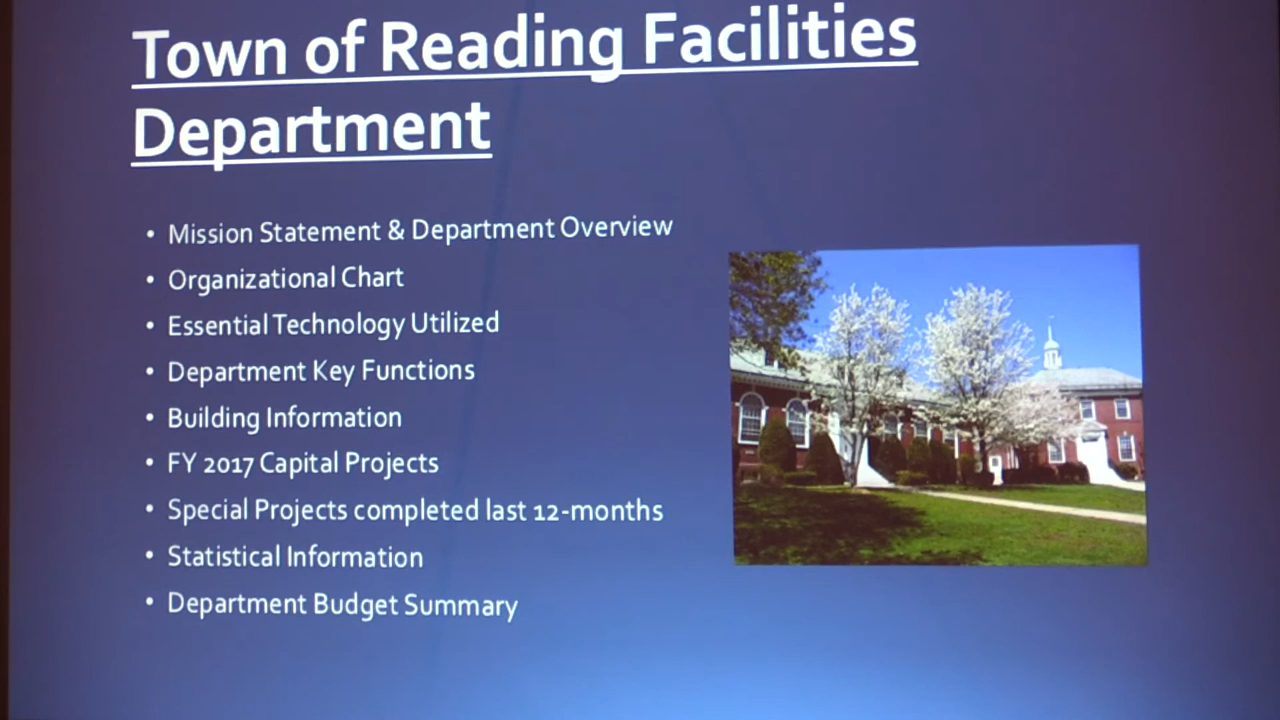 Town of Reading Facilities
Department
• Mission Statement & Department Overview
• Organizational Chart
• Essential Technology Utilized
• Department Key Functions
• Building Information
• FY 2017 Capital Projects
• Special Projects completed last 12-months
• Statistical Information
• Department Budget Summary